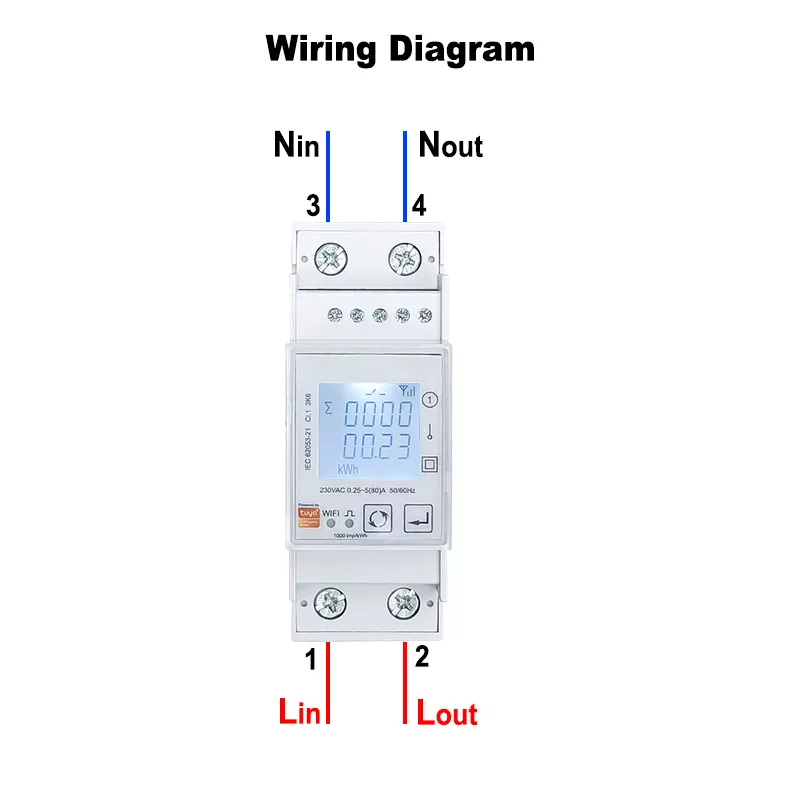 Wiring Diagram
Nin
Nout
3
4
IEC 62053-21 Cl.1 3K6
Σ
0000
00.23
kWh
1
230VAC 0.25~5(80)A 50/60Hz
Powered by
tuya
WIFI
1000 imp/kWh
1
2
Lin
Lout